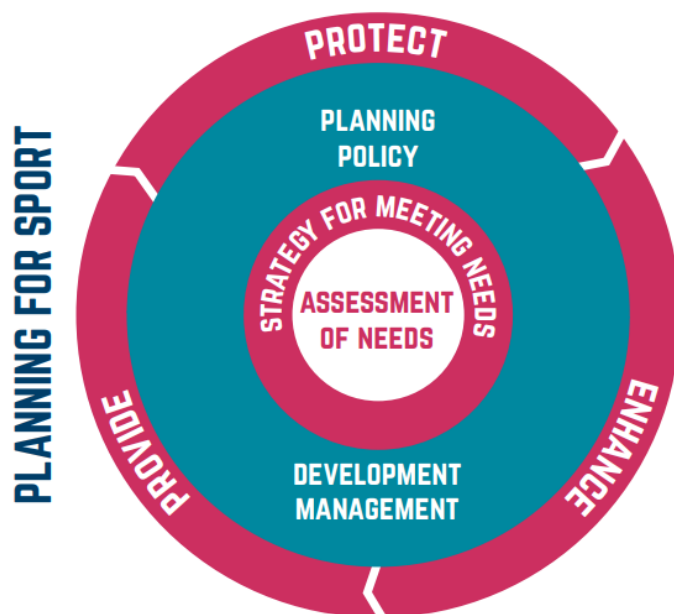 PLANNING FOR SPORT
PROTECT
PLANNING
POLICY
STRATEGY FOR MEETING NEEDS
ASSESSMENT
OF NEEDS
PROVIDE
ENHANCE
DEVELOPMENT
MANAGEMENT